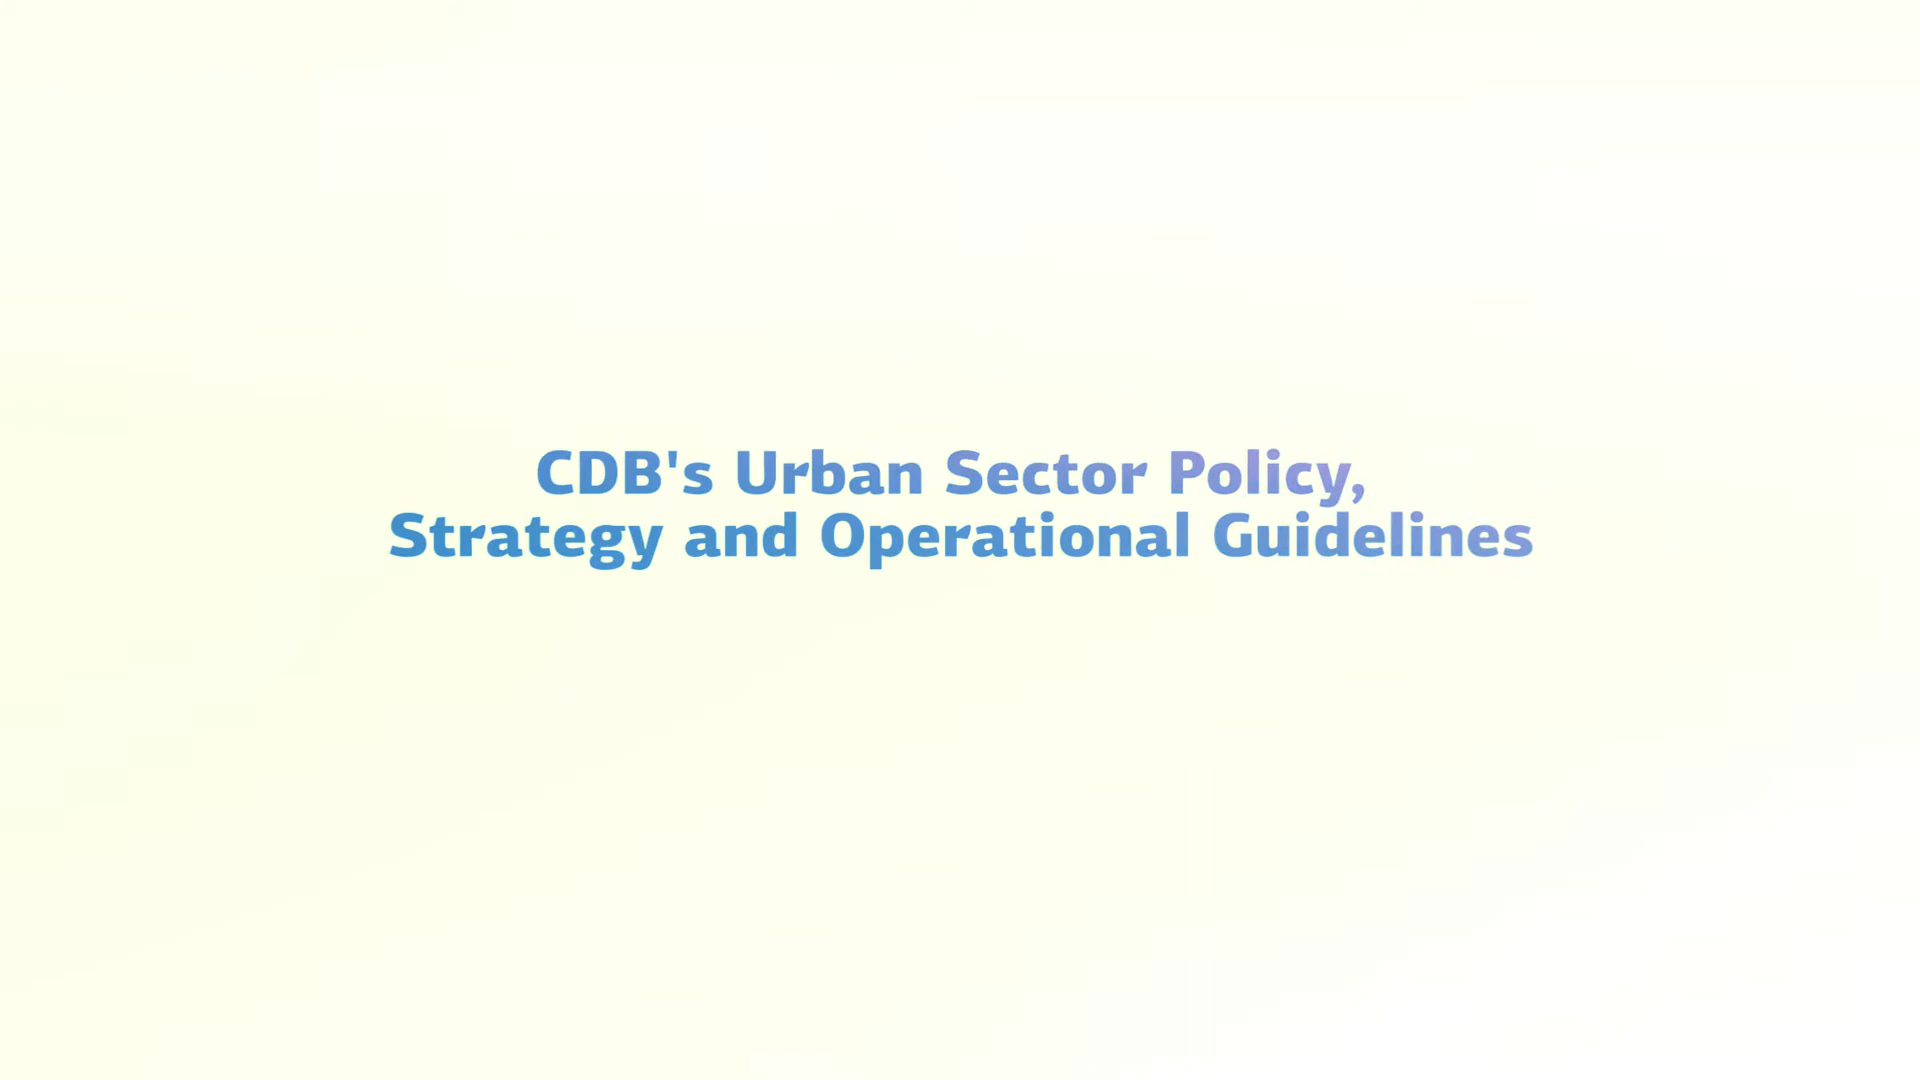 CDB's Urban Sector Policy,
Strategy and Operational Guidelines